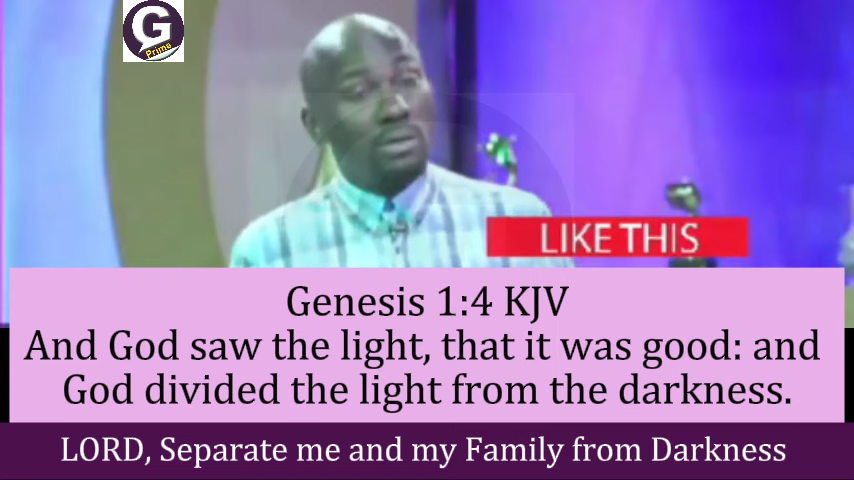 G
Prime
LIKE THIS
Genesis 1:4 KJV
And God saw the light, that it was good: and
God divided the light from the darkness.
LORD, Separate me and my Family from Darkness